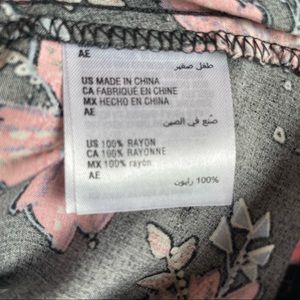 AE
طفل صغير
US MADE IN CHINA
CA FABRIQUÉ EN CHINE
MX HECHO EN CHINA
AE
صنع في الصين
US 100% RAYON
CA 100% RAYONNE
MX 100% rayón
AE
100% رايون